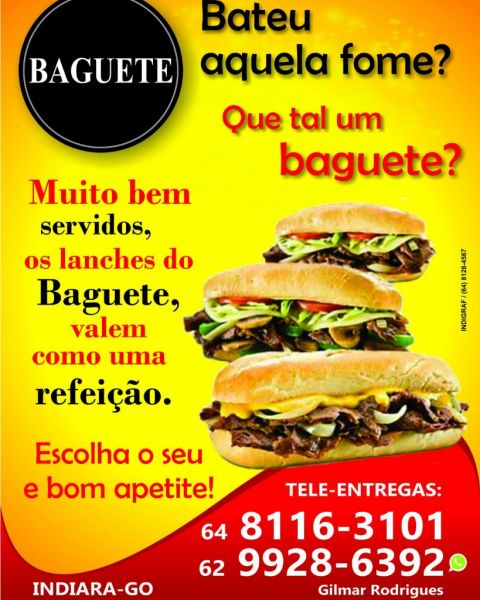 BAGUETE
Bateu
aquela fome?
Que tal um
baguete?
Muito bem
servidos,
os lanches do
Baguete,
valem
como uma
refeição.
Escolha o seu
e bom apetite!
INDIGRAF / (64) 8128-4567
TELE-ENTREGAS:
64 8116-3101
62 9928-6392
INDIARA-GO
Gilmar Rodrigues